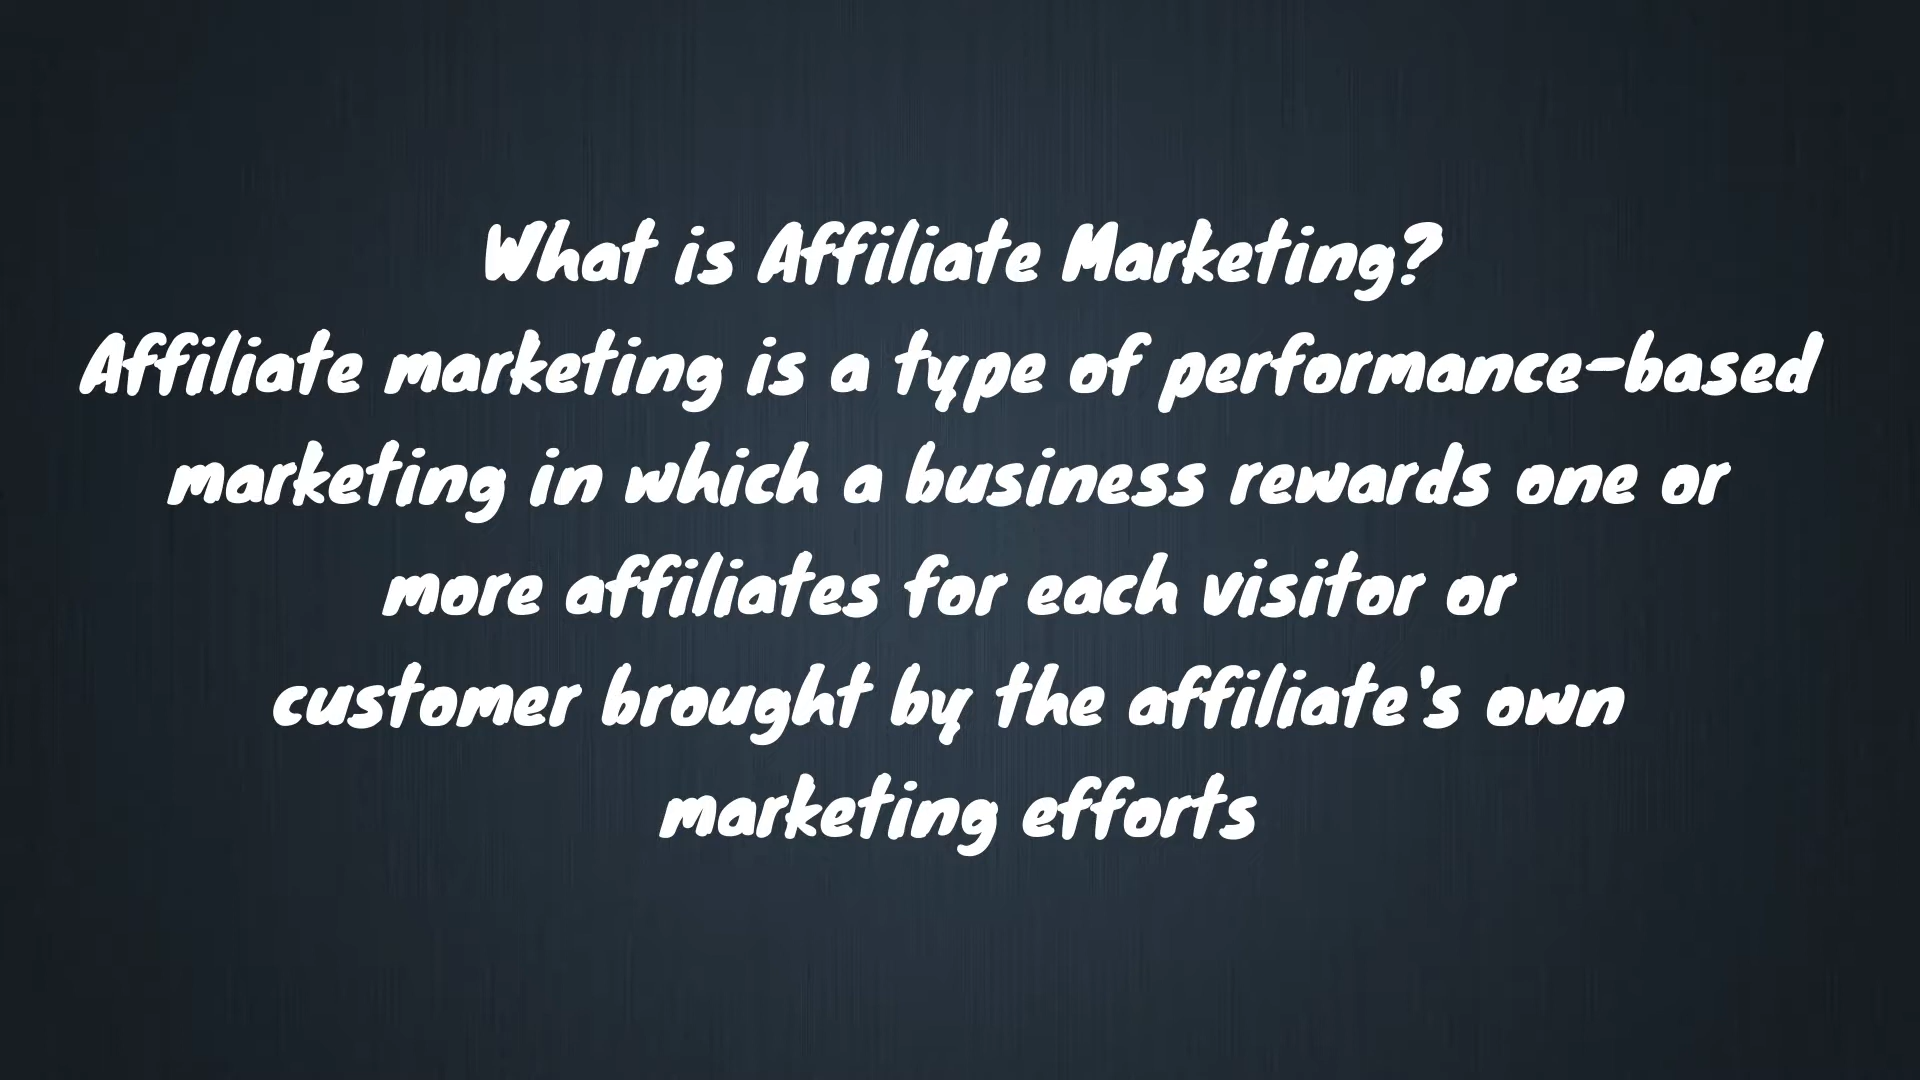 What is Affiliate Marketing?
Affiliate marketing is a type of performance-based
marketing in which a business rewards one or
more affiliates for each visitor or
customer brought by the affiliate's own
marketing efforts